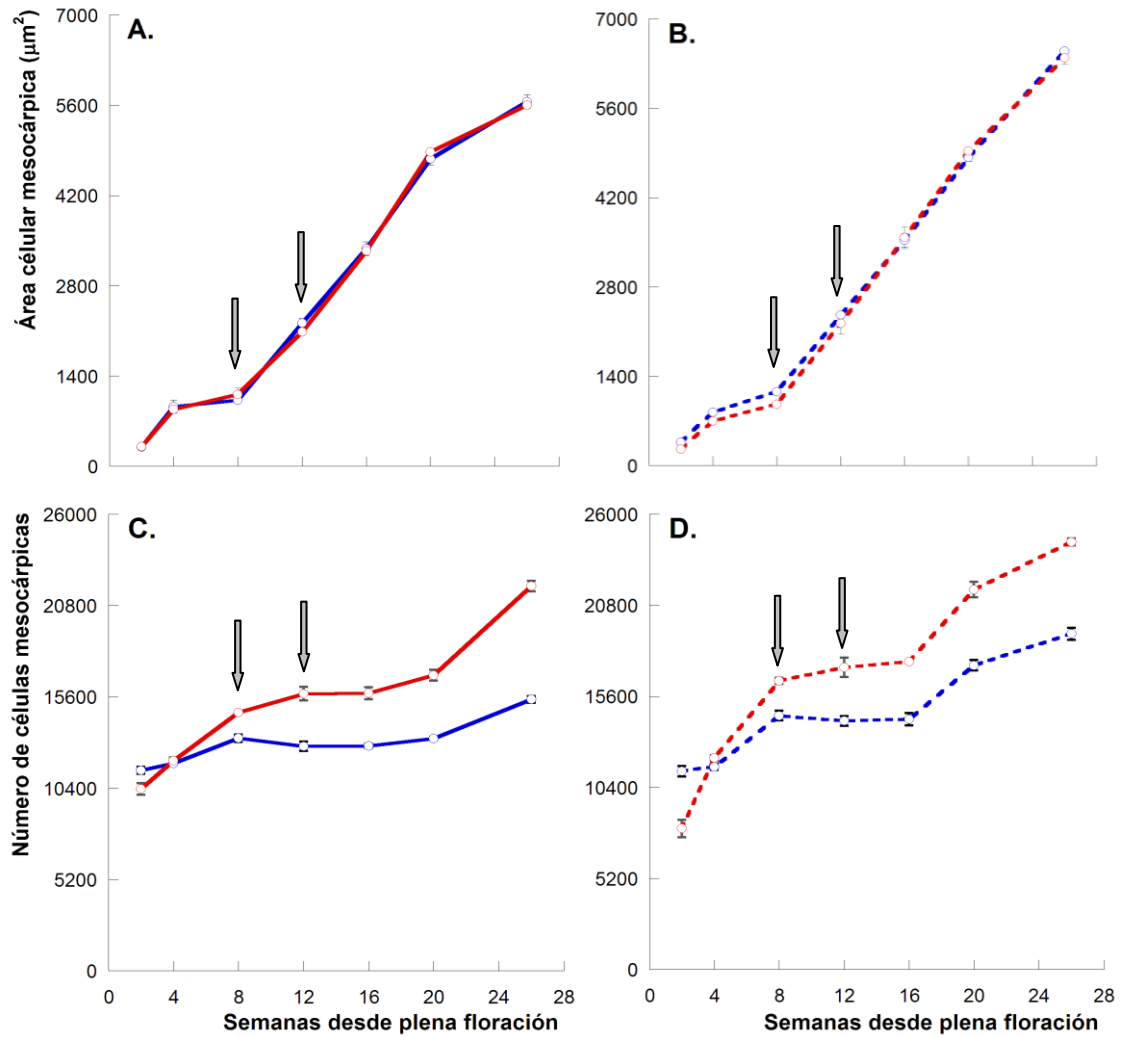 A.
B.
Área célular mesocárpica (μm²)
7000
5600
4200
2800
1400
0
7000
5600
4200
2800
1400
0
C.
D.
Número de células mesocárpicas
26000
20800
15600
10400
5200
0
26000
20800
15600
10400
5200
0
0 4 8 12 16 20 24 28
0 4 8 12 16 20 24 28
Semanas desde plena floración
Semanas desde plena floración